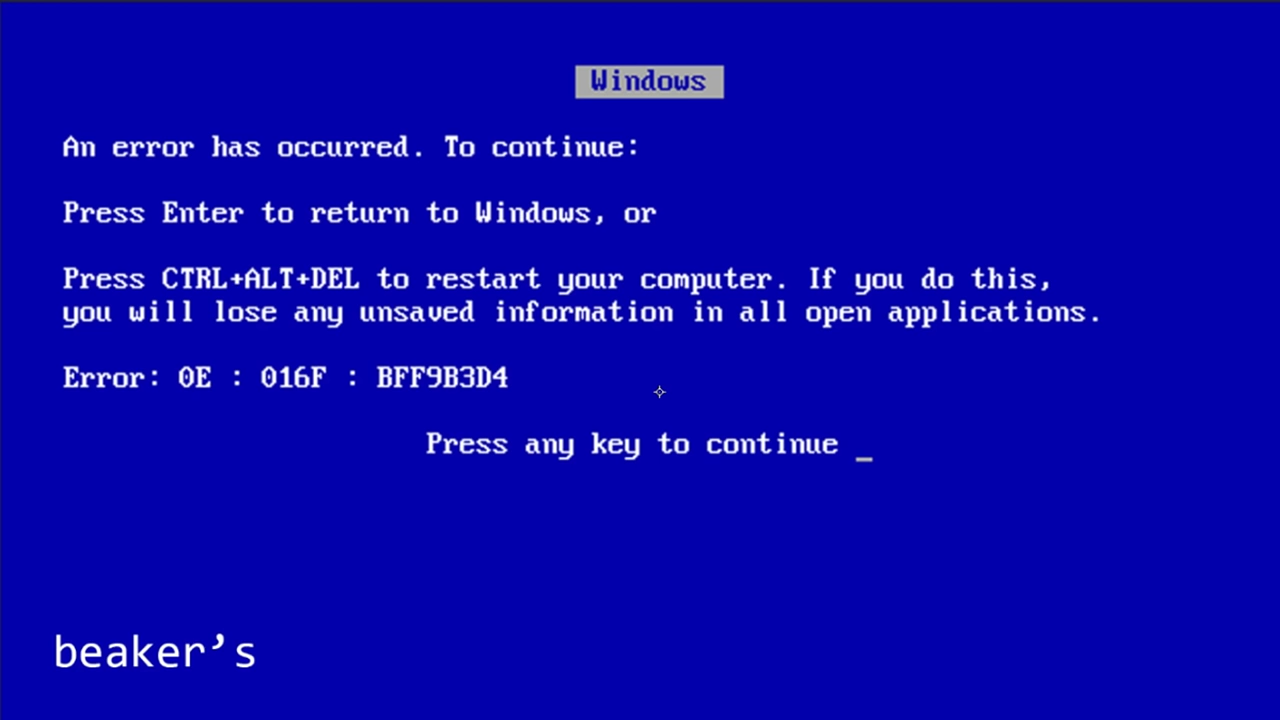 Windows
An error has occurred. To continue:
Press Enter to return to Windows, or
Press CTRL+ALT+DEL to restart your computer. If you do this,
you will lose any unsaved information in all open applications.
Error: 0E : 016F : BFF9B3D4
Press any key to continue _
beaker’s